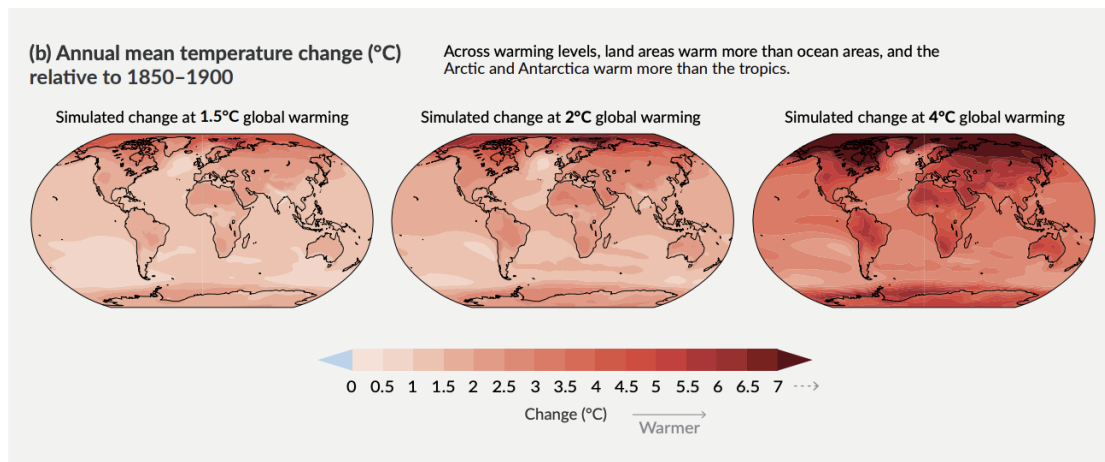 (b) Annual mean temperature change (°C)
relative to 1850–1900
Across warming levels, land areas warm more than ocean areas, and the
Arctic and Antarctica warm more than the tropics.
Simulated change at 1.5°C global warming
Simulated change at 2°C global warming
Simulated change at 4°C global warming
0 0.5 1 1.5 2 2.5 3 3.5 4 4.5 5 5.5 6 6.5 7
Change (°C)
Warmer